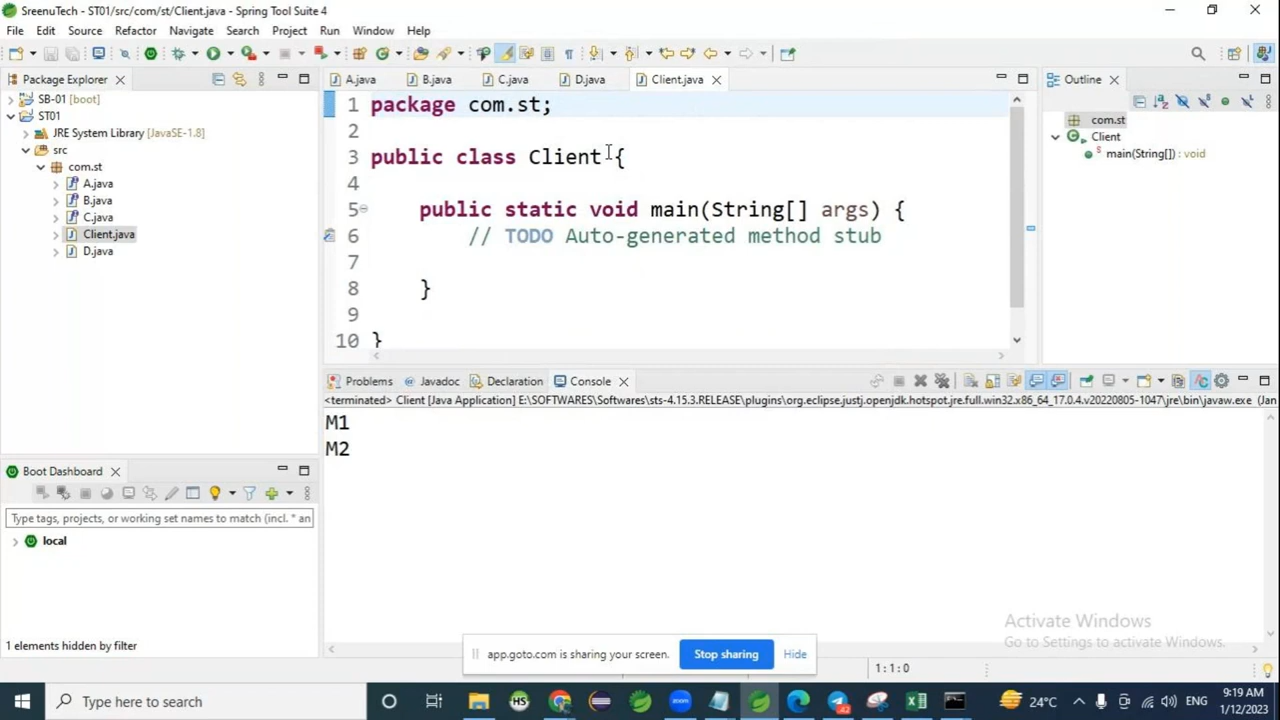 SreenuTech - ST01/src/com/st/Client.java - Spring Tool Suite 4
File Edit Source Refactor Navigate Search Project Run Window Help
Package Explorer
SB-01 [boot]
ST01
JRE System Library [JavaSE-1.8]
src
com.st
A.java
B.java
C.java
Client.java
D.java
A.java B.java C.java D.java Client.java
1 package com.st;
2
3 public class Client {
4
5 public static void main(String[] args) {
6 // TODO Auto-generated method stub
7
8 }
9
10 }
Outline
com.st
Client
main(String[]) : void
Problems Javadoc Declaration Console
<terminated> Client [Java Application] E:\SOFTWARES\Softwares\sts-4.15.3.RELEASE\plugins\org.eclipse.justj.openjdk.hotspot.jre.full.win32.x86_64_17.0.4.v20220805-1047\jre\bin\javaw.exe (Jan
M1
M2
Boot Dashboard
Type tags, projects, or working set names to match (incl. * an
local
1 elements hidden by filter
Activate Windows
Go to Settings to activate Windows.
app.goto.com is sharing your screen. Stop sharing Hide
1:1:0
Type here to search
HS
zoom
24°C
ENG
9:19 AM
1/12/2023